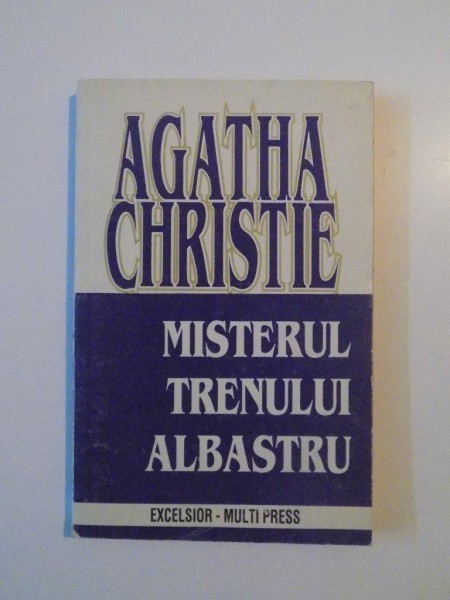 AGATHA
CHRISTIE
MISTERUL
TRENULUI
ALBASTRU
EXCELSIOR - MULTI PRESS